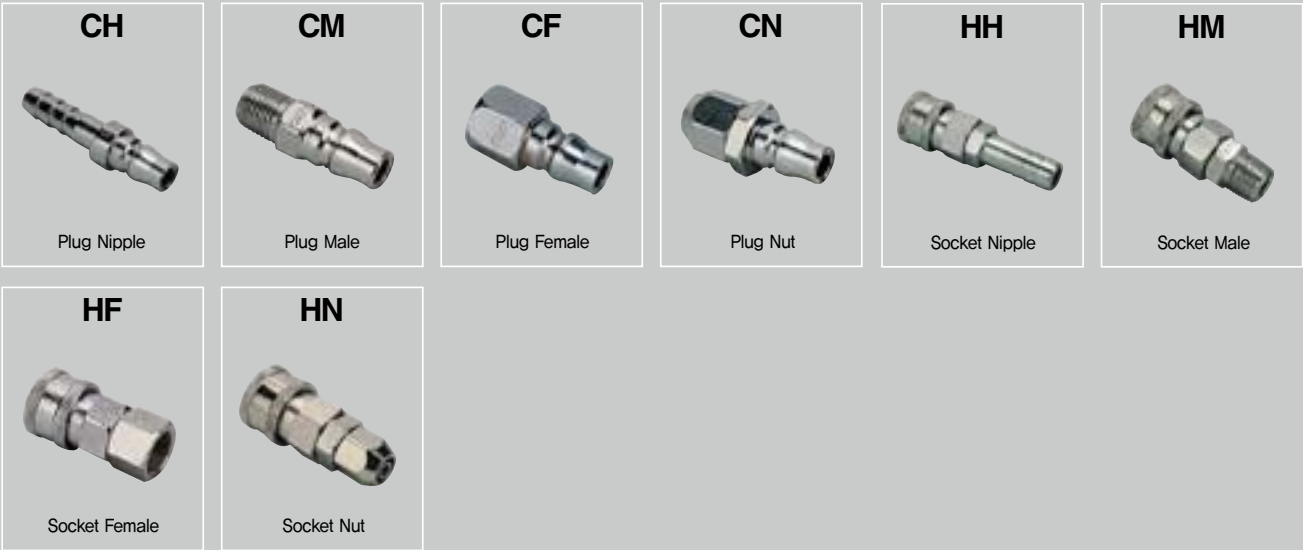 CH
Plug Nipple
CM
Plug Male
CF
Plug Female
CN
Plug Nut
HH
Socket Nipple
HM
Socket Male
HF
Socket Female
HN
Socket Nut